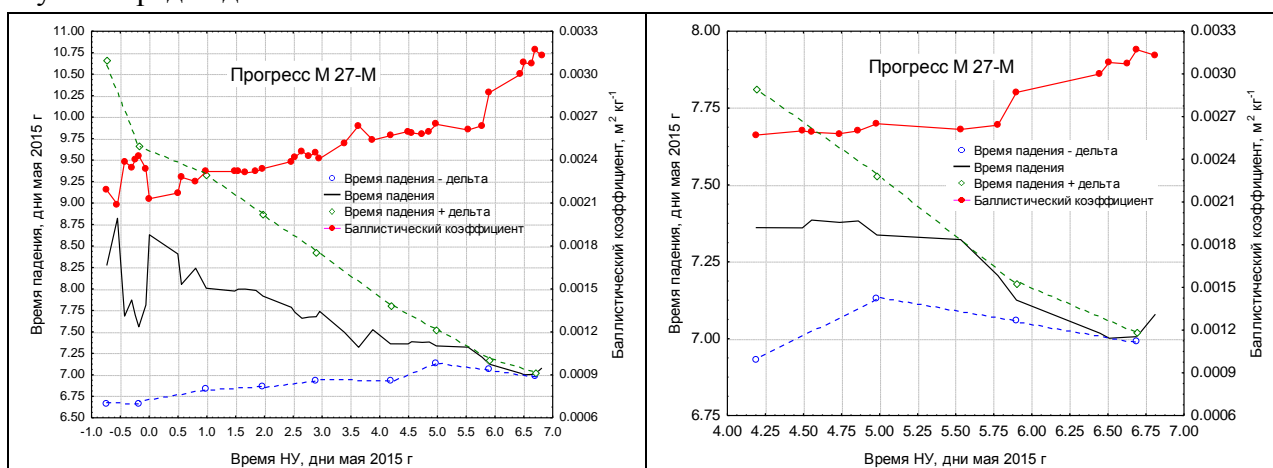 Прогресс М 27-М
Время падения, дни мая 2015 г
Баллистический коэффициент, м² кг⁻¹
11.00
10.75
10.50
10.25
10.00
9.75
9.50
9.25
9.00
8.75
8.50
8.25
8.00
7.75
7.50
7.25
7.00
6.75
6.50
0.0033
0.0030
0.0027
0.0024
0.0021
0.0018
0.0015
0.0012
0.0009
0.0006
Время падения - дельта
Время падения
Время падения + дельта
Баллистический коэффициент
-1.0 -0.5 0.0 0.5 1.0 1.5 2.0 2.5 3.0 3.5 4.0 4.5 5.0 5.5 6.0 6.5 7.0
Время НУ, дни мая 2015 г
Прогресс М 27-М
Время падения, дни мая 2015 г
Баллистический коэффициент, м² кг⁻¹
8.00
7.75
7.50
7.25
7.00
6.75
0.0033
0.0030
0.0027
0.0024
0.0021
0.0018
0.0015
0.0012
0.0009
0.0006
Время падения - дельта
Время падения
Время падения + дельта
Баллистический коэффициент
4.00 4.25 4.50 4.75 5.00 5.25 5.50 5.75 6.00 6.25 6.50 6.75 7.00
Время НУ, дни мая 2015 г